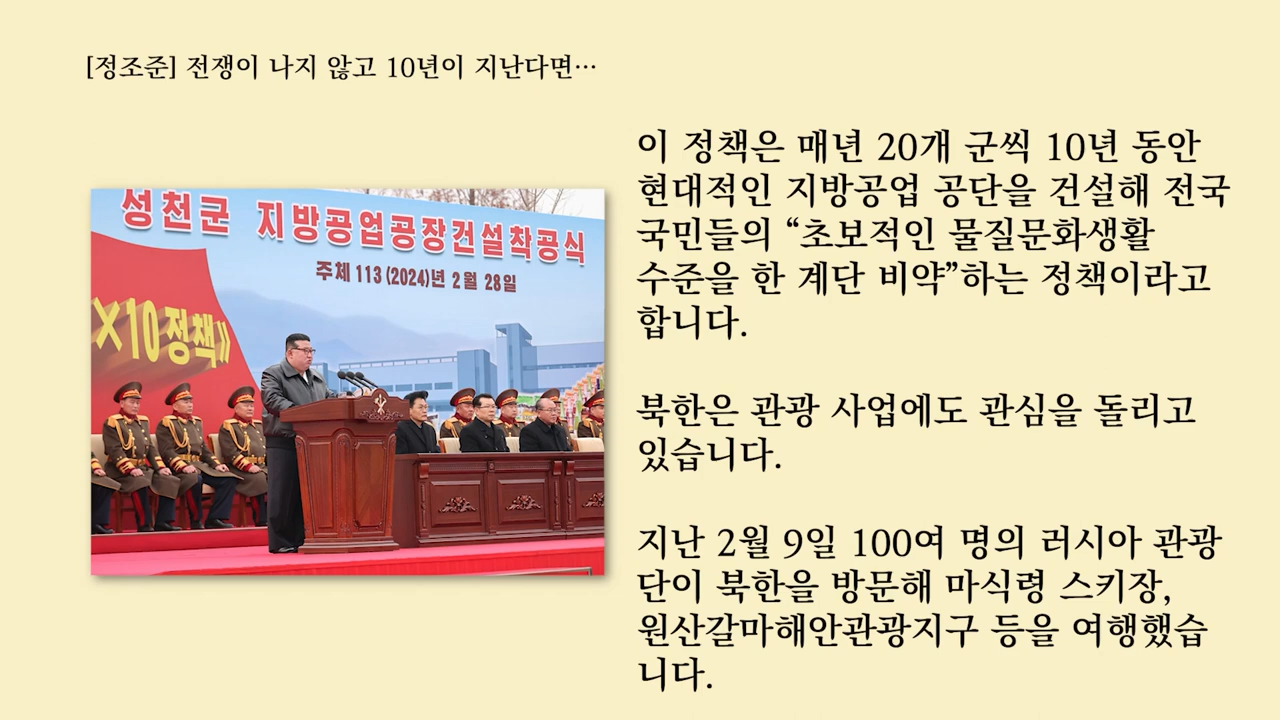 [정조준] 전쟁이 나지 않고 10년이 지난다면…
성천군 지방공업공장건설착공식
주체 113 (2024)년 2월 28일
×10정책》
이 정책은 매년 20개 군씩 10년 동안
현대적인 지방공업 공단을 건설해 전국
국민들의 “초보적인 물질문화생활
수준을 한 계단 비약”하는 정책이라고
합니다.
북한은 관광 사업에도 관심을 돌리고
있습니다.
지난 2월 9일 100여 명의 러시아 관광
단이 북한을 방문해 마식령 스키장,
원산갈마해안관광지구 등을 여행했습
니다.